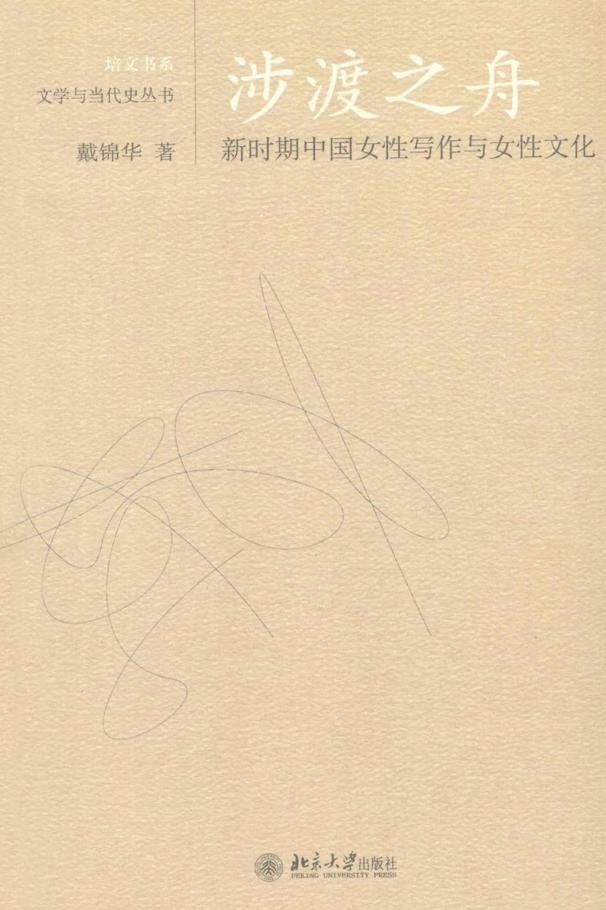 培文书系
文学与当代史丛书
戴锦华 著
涉渡之舟
新时期中国女性写作与女性文化
北京大学出版社
PEKING UNIVERSITY PRESS